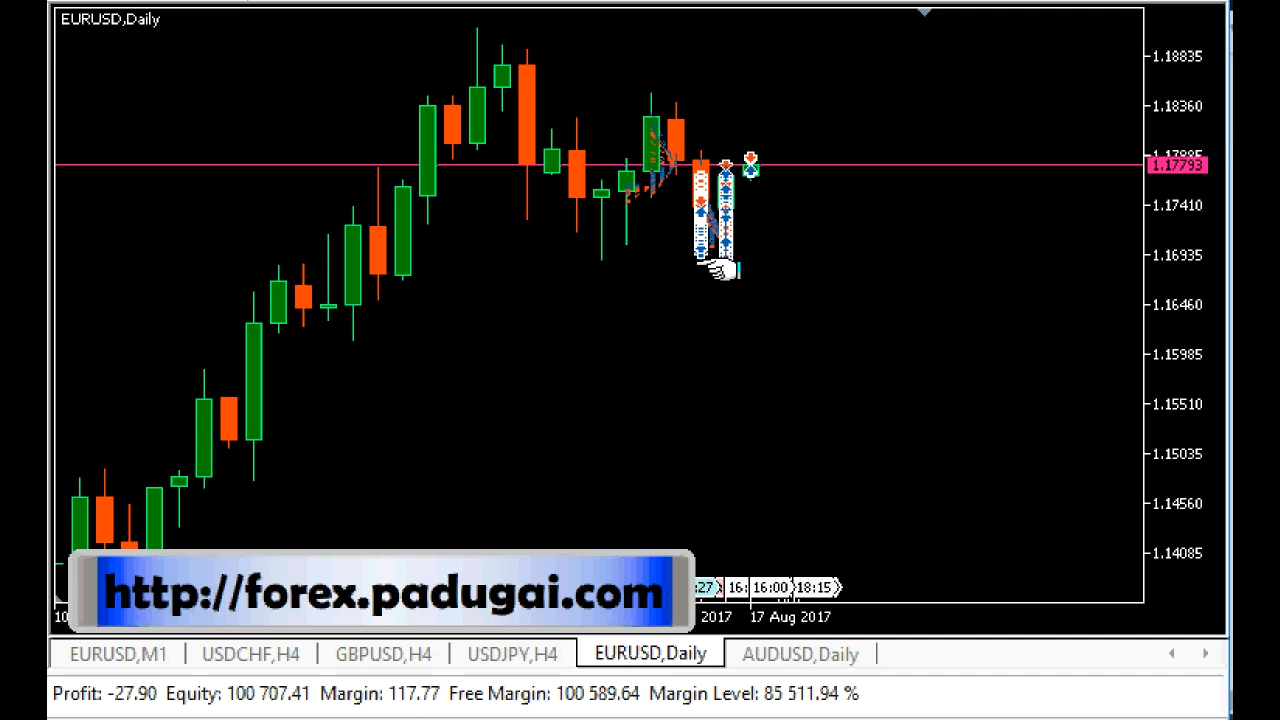 EURUSD,Daily
1.18835
1.18360
1.17793
1.17410
1.16935
1.16460
1.15985
1.15510
1.15035
1.14560
1.14085
http://forex.padugai.com
:27 16: 16:00 18:15
10 2017 17 Aug 2017
EURUSD,M1 USDCHF,H4 GBPUSD,H4 USDJPY,H4 EURUSD,Daily AUDUSD,Daily
Profit: -27.90 Equity: 100 707.41 Margin: 117.77 Free Margin: 100 589.64 Margin Level: 85 511.94 %